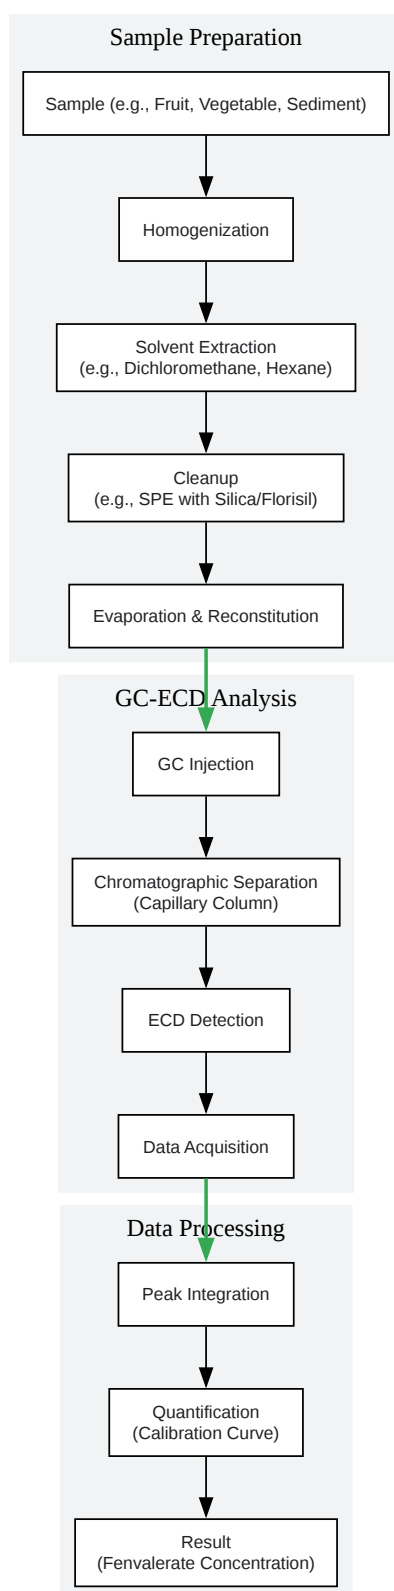 Sample Preparation
Sample (e.g., Fruit, Vegetable, Sediment)
Homogenization
Solvent Extraction
(e.g., Dichloromethane, Hexane)
Cleanup
(e.g., SPE with Silica/Florisil)
Evaporation & Reconstitution
GC-ECD Analysis
GC Injection
Chromatographic Separation
(Capillary Column)
ECD Detection
Data Acquisition
Data Processing
Peak Integration
Quantification
(Calibration Curve)
Result
(Fenvalerate Concentration)